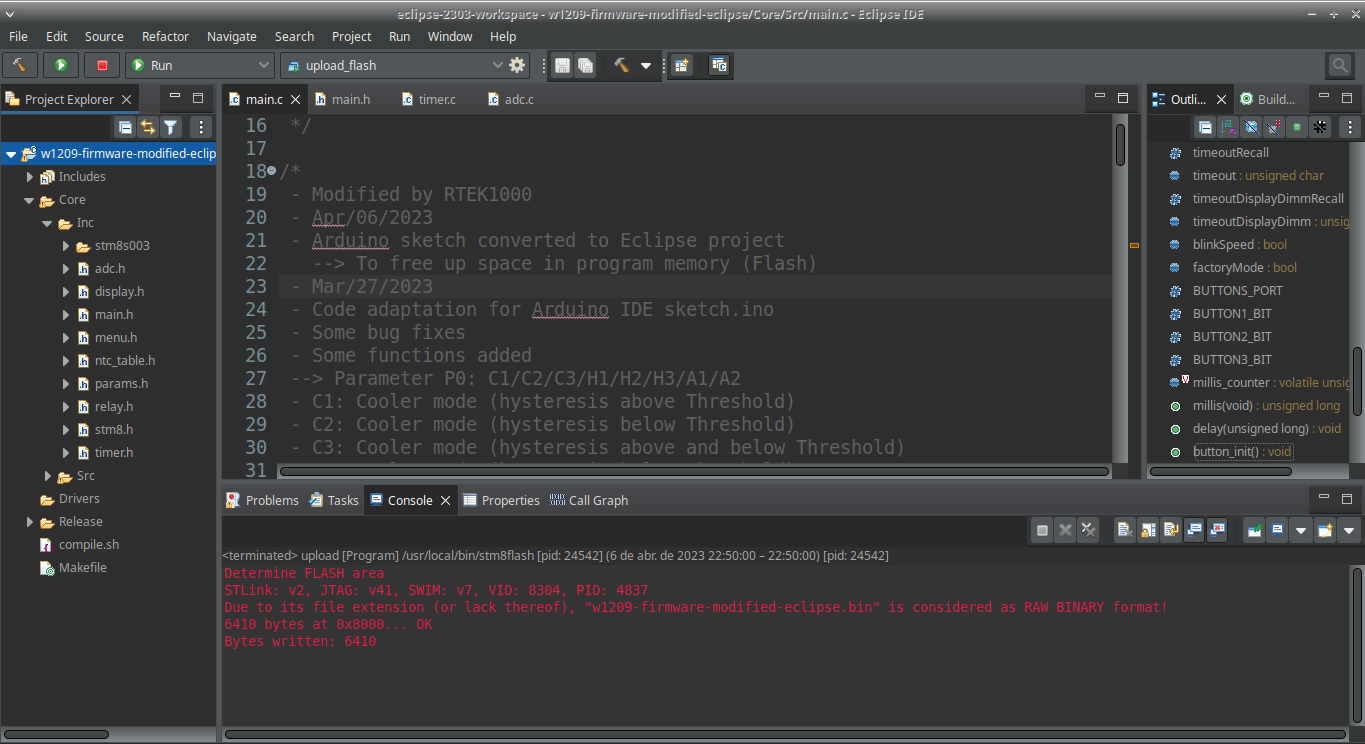 eclipse-2303-workspace - w1209-firmware-modified-eclipse/Core/Src/main.c - Eclipse IDE
File Edit Source Refactor Navigate Search Project Run Window Help
Run
upload_flash
Project Explorer
w1209-firmware-modified-eclip
Includes
Core
Inc
stm8s003
adc.h
display.h
main.h
menu.h
ntc_table.h
params.h
relay.h
stm8.h
timer.h
Src
Drivers
Release
compile.sh
Makefile
main.c main.h timer.c adc.c
16 */
17
18 /*
19 - Modified by RTEK1000
20 - Apr/06/2023
21 - Arduino sketch converted to Eclipse project
22 --> To free up space in program memory (Flash)
23 - Mar/27/2023
24 - Code adaptation for Arduino IDE sketch.ino
25 - Some bug fixes
26 - Some functions added
27 --> Parameter P0: C1/C2/C3/H1/H2/H3/A1/A2
28 - C1: Cooler mode (hysteresis above Threshold)
29 - C2: Cooler mode (hysteresis below Threshold)
30 - C3: Cooler mode (hysteresis above and below Threshold)
31
Outli... Build...
timeoutRecall
timeout : unsigned char
timeoutDisplayDimmRecall
timeoutDisplayDimm : unsig
blinkSpeed : bool
factoryMode : bool
BUTTONS_PORT
BUTTON1_BIT
BUTTON2_BIT
BUTTON3_BIT
millis_counter : volatile unsig
millis(void) : unsigned long
delay(unsigned long) : void
button_init() : void
Problems Tasks Console Properties Call Graph
<terminated> upload [Program] /usr/local/bin/stm8flash [pid: 24542] (6 de abr. de 2023 22:50:00 – 22:50:00) [pid: 24542]
Determine FLASH area
STLink: v2, JTAG: v41, SWIM: v7, VID: 8304, PID: 4837
Due to its file extension (or lack thereof), "w1209-firmware-modified-eclipse.bin" is considered as RAW BINARY format!
6410 bytes at 0x8000... OK
Bytes written: 6410